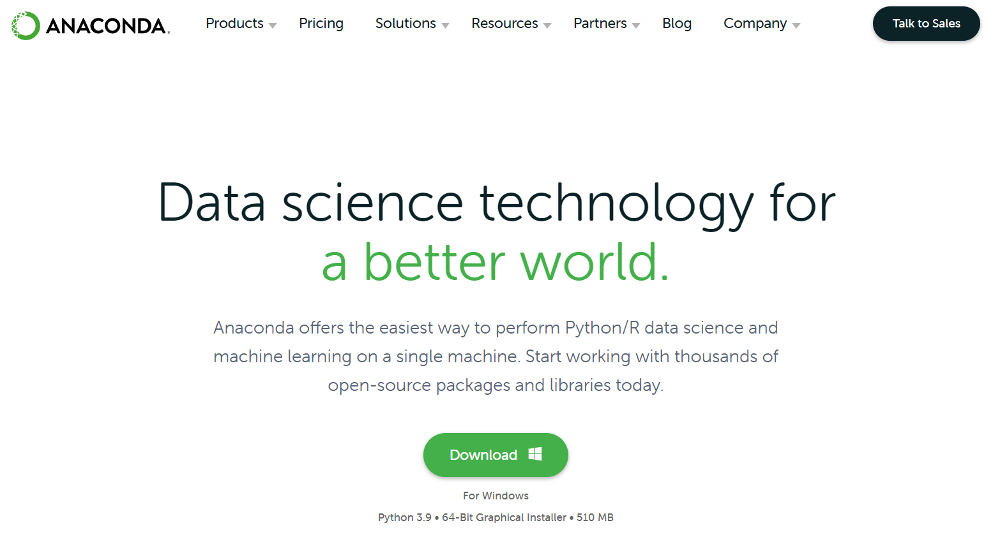 ANACONDA.
Products Pricing Solutions Resources Partners Blog Company Talk to Sales
Data science technology for
a better world.
Anaconda offers the easiest way to perform Python/R data science and
machine learning on a single machine. Start working with thousands of
open-source packages and libraries today.
Download
For Windows
Python 3.9 • 64-Bit Graphical Installer • 510 MB